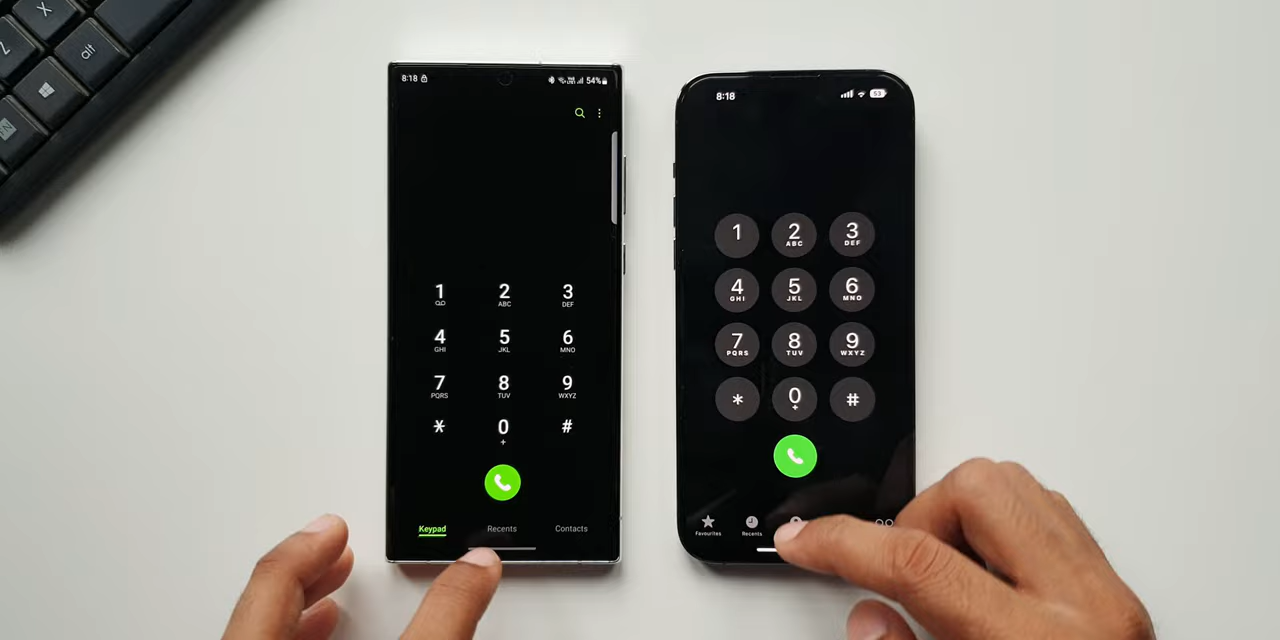 X
Z
alt
8:18
54%
1
2
ABC
3
DEF
4
GHI
5
JKL
6
MNO
7
PQRS
8
TUV
9
WXYZ
*
0
+
#
Keypad
Recents
Contacts
8:18
53
1
2
ABC
3
DEF
4
GHI
5
JKL
6
MNO
7
PQRS
8
TUV
9
WXYZ
*
0
+
#
Favourites
Recents